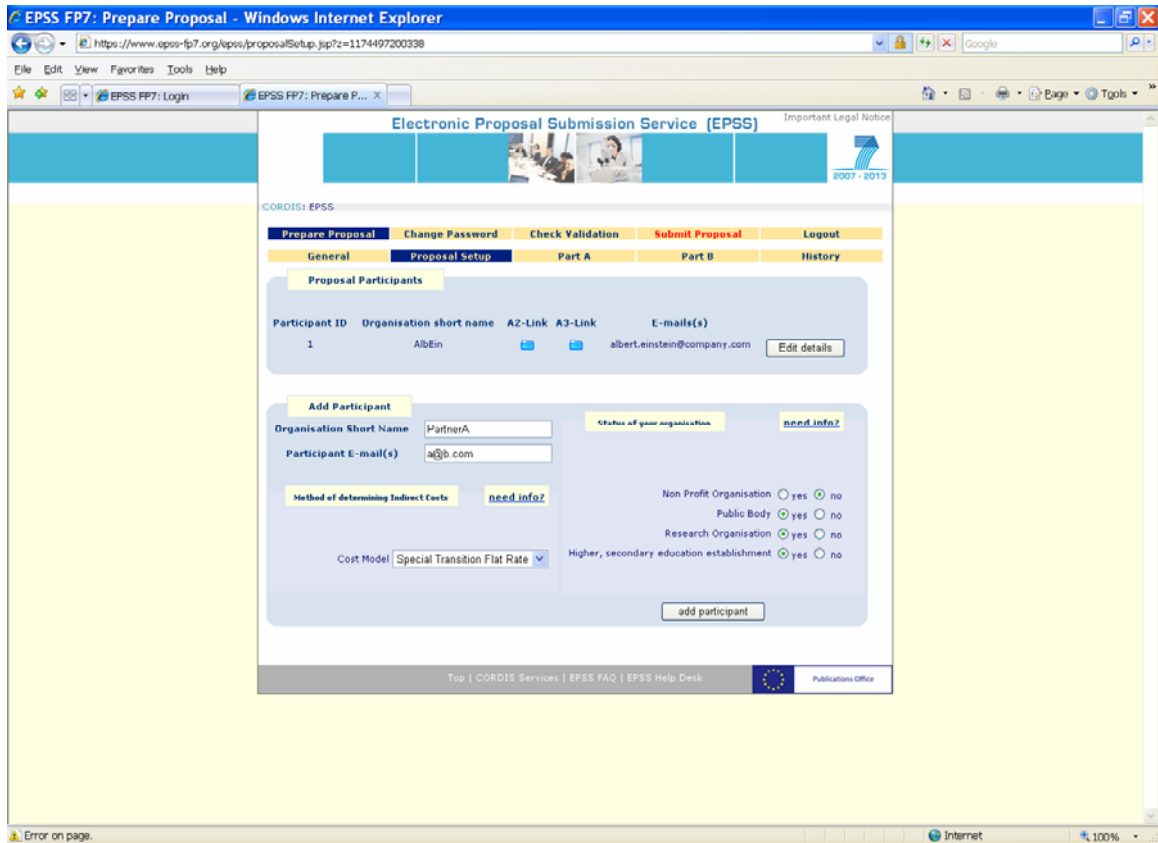 EPSS FP7: Prepare Proposal - Windows Internet Explorer
https://www.epss-fp7.org/epss/proposalSetup.jsp?z=1174497200338
Google
File Edit View Favorites Tools Help
EPSS FP7: Login
EPSS FP7: Prepare P... X
Page
Tools
»
Electronic Proposal Submission Service (EPSS)
Important Legal Notice
7
2007 - 2013
CORDIS: EPSS
Prepare Proposal Change Password Check Validation Submit Proposal Logout
General Proposal Setup Part A Part B History
Proposal Participants
Participant ID Organisation short name A2-Link A3-Link E-mails(s)
1 AlbEin albert.einstein@company.com Edit details
Add Participant
Organisation Short Name PartnerA
Participant E-mail(s) a@b.com
Method of determining Indirect Costs need info?
Cost Model Special Transition Flat Rate
Status of your organisation need info?
Non Profit Organisation yes no
Public Body yes no
Research Organisation yes no
Higher, secondary education establishment yes no
add participant
Top | CORDIS Services | EPSS FAQ | EPSS Help Desk
Publications Office
Error on page.
Internet
100%